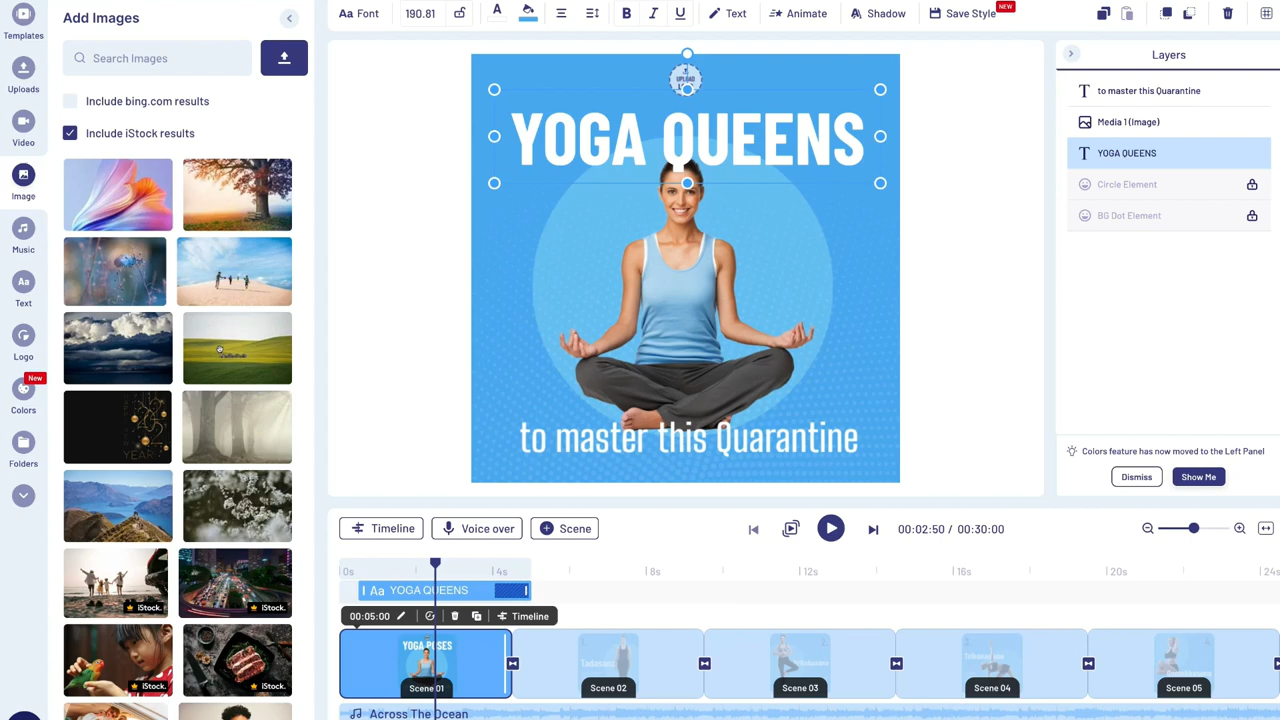 Templates
Uploads
Video
Image
Music
Text
Logo
New
Colors
Folders
Add Images
Search Images
Include bing.com results
Include iStock results
iStock.
iStock.
iStock.
iStock.
Aa Font
190.81
A
B
I
U
Text
Animate
Shadow
Save Style
NEW
UPLOAD
YOGA QUEENS
to master this Quarantine
Layers
T to master this Quarantine
Media 1 (Image)
T YOGA QUEENS
Circle Element
BG Dot Element
Colors feature has now moved to the Left Panel
Dismiss
Show Me
Timeline
Voice over
Scene
00:02:50 / 00:30:00
0s
4s
8s
12s
16s
20s
24s
Aa YOGA QUEENS
00:05:00
Timeline
YOGA POSES
Scene 01
Tadasana
Scene 02
Scene 03
Trikonasana
Scene 04
Scene 05
Across The Ocean